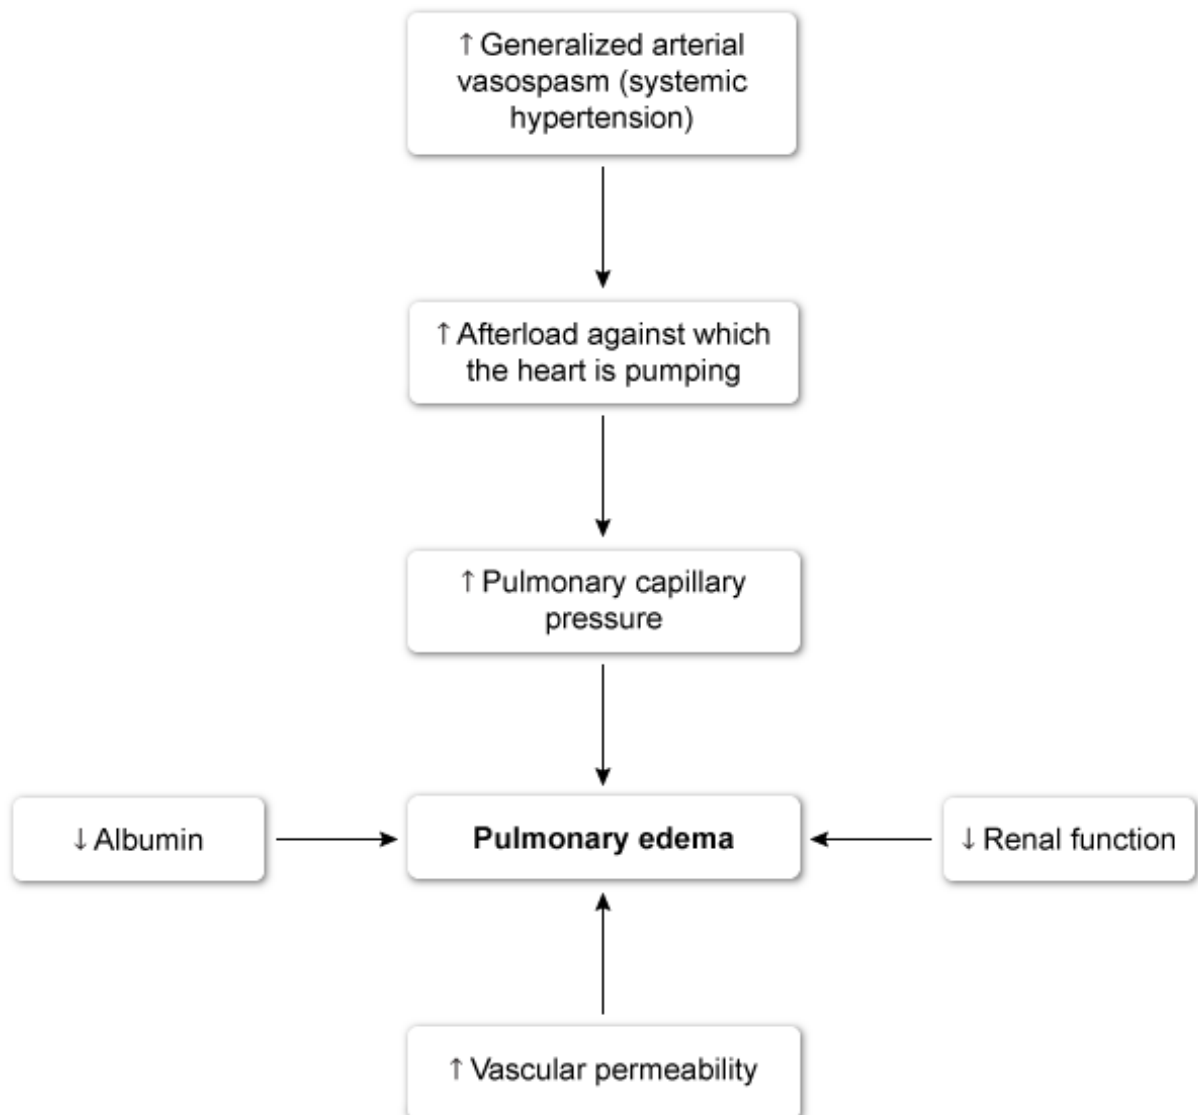 ↑ Generalized arterial
vasospasm (systemic
hypertension)
↑ Afterload against which
the heart is pumping
↑ Pulmonary capillary
pressure
↓ Albumin
Pulmonary edema
↓ Renal function
↑ Vascular permeability